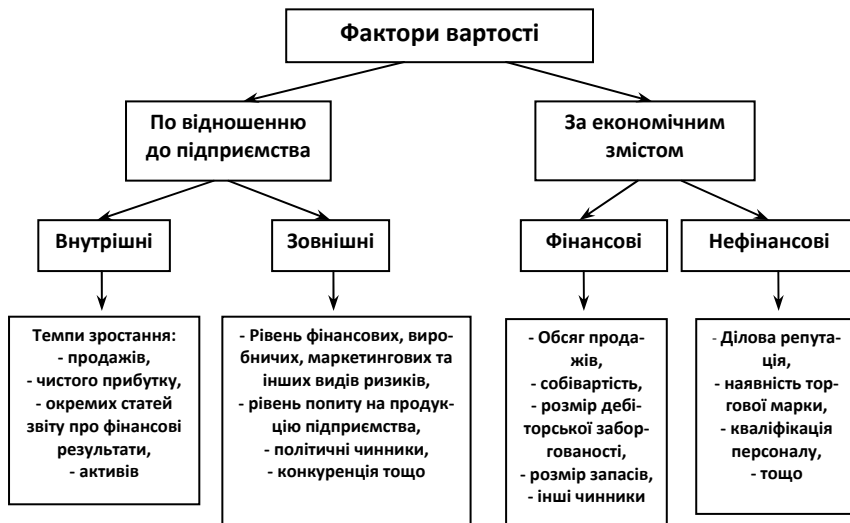 Фактори вартості
По відношенню
до підприємства
За економічним
змістом
Внутрішні
Зовнішні
Фінансові
Нефінансові
Темпи зростання:
- продажів,
- чистого прибутку,
- окремих статей
звіту про фінансові
результати,
- активів
- Рівень фінансових, виро-
бничих, маркетингових та
інших видів ризиків,
- рівень попиту на продук-
цію підприємства,
- політичні чинники,
- конкуренція тощо
- Обсяг прода-
жів,
- собівартість,
- розмір дебі-
торської забор-
гованості,
- розмір запасів,
- інші чинники
- Ділова репута-
ція,
- наявність тор-
гової марки,
- кваліфікація
персоналу,
- тощо